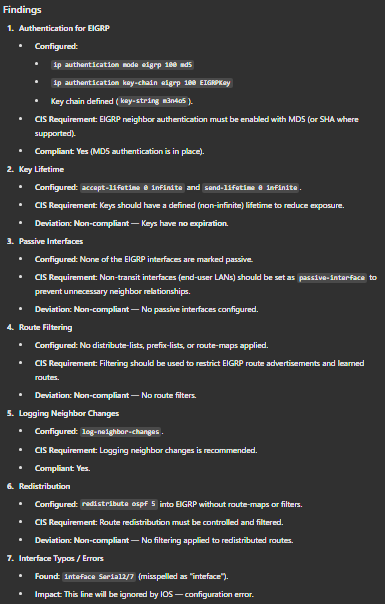 Findings
1. Authentication for EIGRP
• Configured:
• ip authentication mode eigrp 100 md5
• ip authentication key-chain eigrp 100 EIGRPKey
• Key chain defined (key-string m3n4o5).
• CIS Requirement: EIGRP neighbor authentication must be enabled with MD5 (or SHA where
supported).
• Compliant: Yes (MD5 authentication is in place).
2. Key Lifetime
• Configured: accept-lifetime 0 infinite and send-lifetime 0 infinite.
• CIS Requirement: Keys should have a defined (non-infinite) lifetime to reduce exposure.
• Deviation: Non-compliant — Keys have no expiration.
3. Passive Interfaces
• Configured: None of the EIGRP interfaces are marked passive.
• CIS Requirement: Non-transit interfaces (end-user LANs) should be set as passive-interface to
prevent unnecessary neighbor relationships.
• Deviation: Non-compliant — No passive interfaces configured.
4. Route Filtering
• Configured: No distribute-lists, prefix-lists, or route-maps applied.
• CIS Requirement: Filtering should be used to restrict EIGRP route advertisements and learned
routes.
• Deviation: Non-compliant — No route filters.
5. Logging Neighbor Changes
• Configured: log-neighbor-changes.
• CIS Requirement: Logging neighbor changes is recommended.
• Compliant: Yes.
6. Redistribution
• Configured: redistribute ospf 5 into EIGRP without route-maps or filters.
• CIS Requirement: Route redistribution must be controlled and filtered.
• Deviation: Non-compliant — No filtering applied to redistributed routes.
7. Interface Typos / Errors
• Found: inteface Serial2/7 (misspelled as "inteface").
• Impact: This line will be ignored by IOS — configuration error.